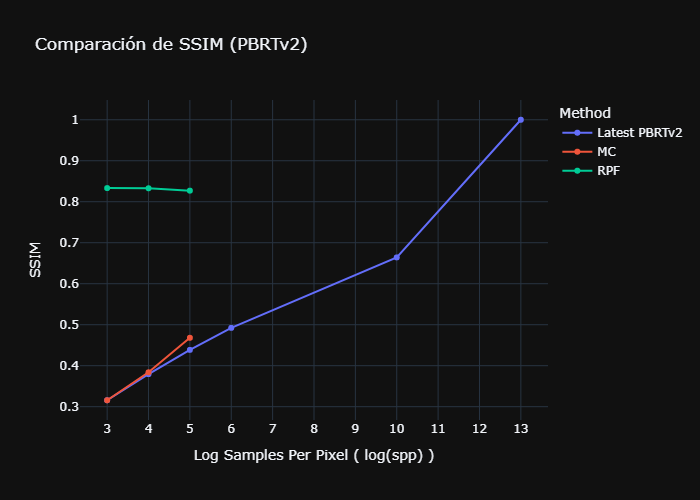 Comparación de SSIM (PBRTv2)
Method
Latest PBRTv2
MC
RPF
SSIM
1
0.9
0.8
0.7
0.6
0.5
0.4
0.3
3 4 5 6 7 8 9 10 11 12 13
Log Samples Per Pixel ( log(spp) )